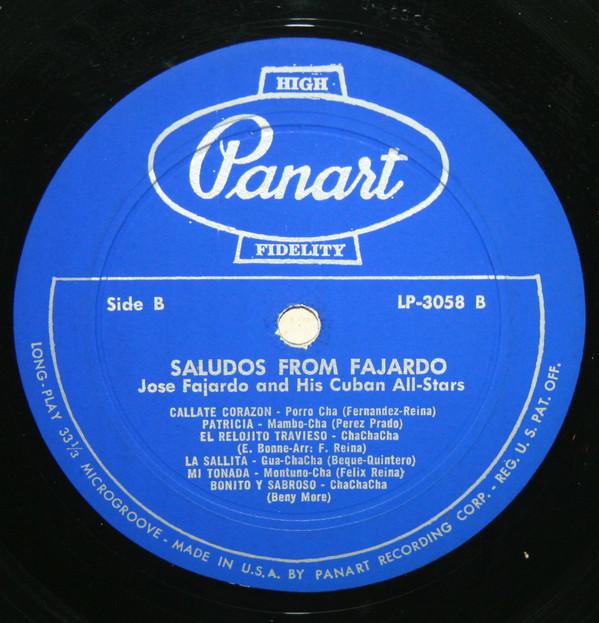 HIGH
Panart
FIDELITY
Side B
LP-3058 B
SALUDOS FROM FAJARDO
Jose Fajardo and His Cuban All-Stars
CALLATE CORAZON - Porro Cha (Fernandez-Reina)
PATRICIA - Mambo-Cha (Perez Prado)
EL RELOJITO TRAVIESO - ChaChaCha
(E. Bonne-Arr: F. Reina)
LA SALLITA - Gua-ChaCha (Beque-Quintero)
MI TONADA - Montuno-Cha (Felix Reina)
BONITO Y SABROSO - ChaChaCha
(Beny More)
LONG-PLAY 33⅓ MICROGROOVE - MADE IN U.S.A. BY PANART RECORDING CORP. - REG. U. S. PAT. OFF.